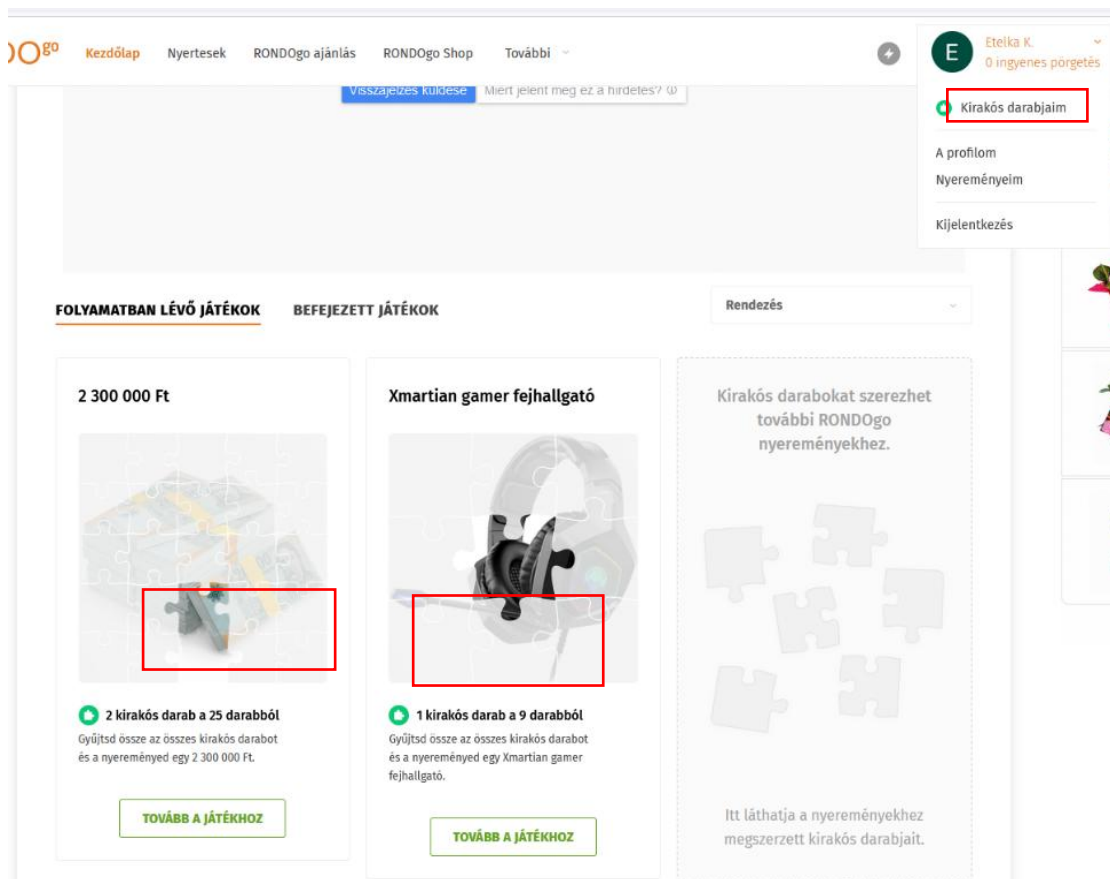 Ogo Kezdőlap Nyertesek RONDOgo ajánlás RONDOgo Shop További
E Etelka K.
0 ingyenes pörgetés
Kirakós darabjaim
A profilom
Nyereményeim
Kijelentkezés
Visszajelzés küldése Miért jelent meg ez a hirdetés?
FOLYAMATBAN LÉVŐ JÁTÉKOK BEFEJEZETT JÁTÉKOK Rendezés
2 300 000 Ft
2 kirakós darab a 25 darabból
Gyűjtsd össze az összes kirakós darabot
és a nyereményed egy 2 300 000 Ft.
TOVÁBB A JÁTÉKHOZ
Xmartian gamer fejhallgató
1 kirakós darab a 9 darabból
Gyűjtsd össze az összes kirakós darabot
és a nyereményed egy Xmartian gamer
fejhallgató.
TOVÁBB A JÁTÉKHOZ
Kirakós darabokat szerezhet
további RONDOgo
nyereményekhez.
Itt láthatja a nyereményekhez
megszerzett kirakós darabjait.